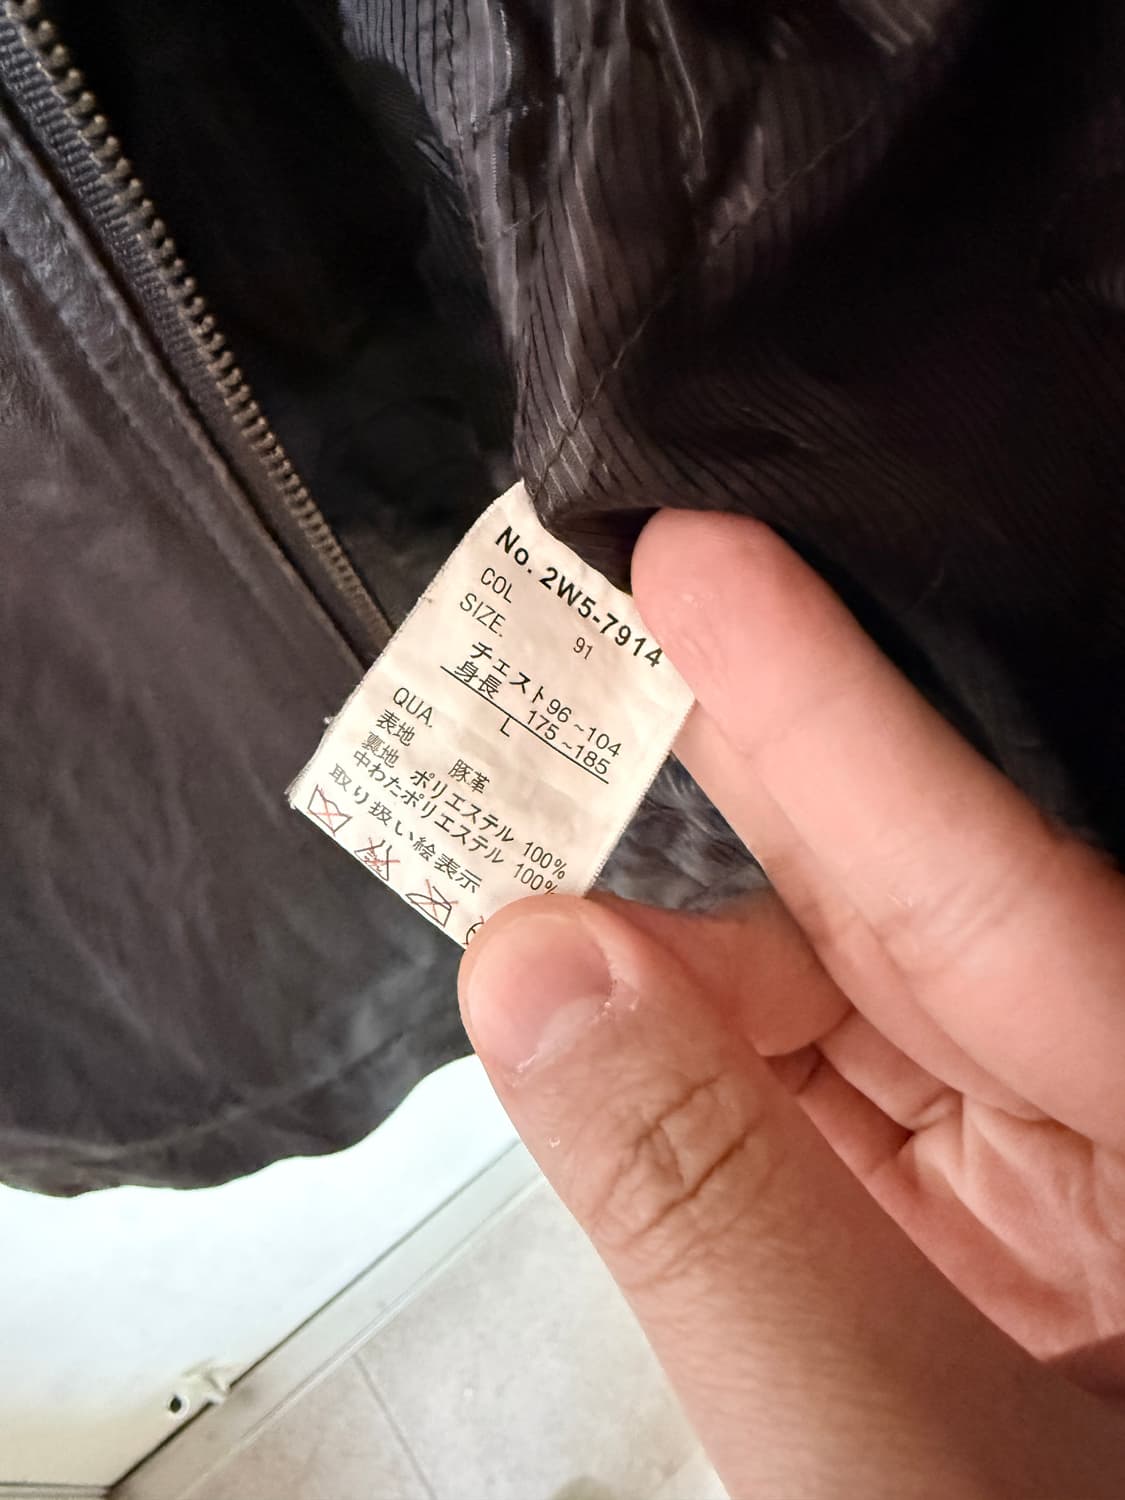 No. 2W5-7914
COL 91
SIZE.
チェスト96～104
身長 175～185
L
QUA.
表地 豚革
裏地 ポリエステル 100%
中わたポリエステル 100%
取り扱い絵表示